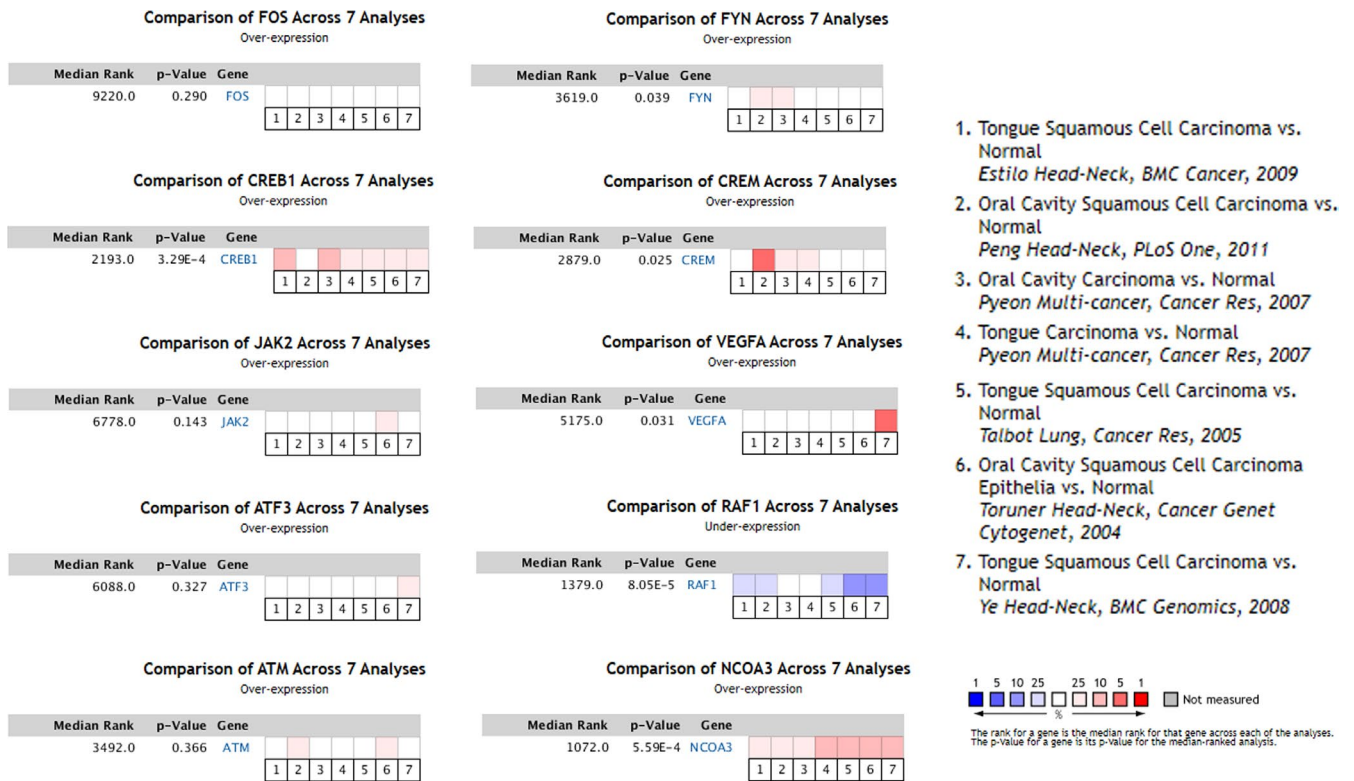 Comparison of FOS Across 7 Analyses
Over-expression
Median Rank p-Value Gene
9220.0 0.290 FOS
1 2 3 4 5 6 7
Comparison of CREB1 Across 7 Analyses
Over-expression
Median Rank p-Value Gene
2193.0 3.29E-4 CREB1
1 2 3 4 5 6 7
Comparison of JAK2 Across 7 Analyses
Over-expression
Median Rank p-Value Gene
6778.0 0.143 JAK2
1 2 3 4 5 6 7
Comparison of ATF3 Across 7 Analyses
Over-expression
Median Rank p-Value Gene
6088.0 0.327 ATF3
1 2 3 4 5 6 7
Comparison of ATM Across 7 Analyses
Over-expression
Median Rank p-Value Gene
3492.0 0.366 ATM
1 2 3 4 5 6 7
Comparison of FYN Across 7 Analyses
Over-expression
Median Rank p-Value Gene
3619.0 0.039 FYN
1 2 3 4 5 6 7
Comparison of CREM Across 7 Analyses
Over-expression
Median Rank p-Value Gene
2879.0 0.025 CREM
1 2 3 4 5 6 7
Comparison of VEGFA Across 7 Analyses
Over-expression
Median Rank p-Value Gene
5175.0 0.031 VEGFA
1 2 3 4 5 6 7
Comparison of RAF1 Across 7 Analyses
Under-expression
Median Rank p-Value Gene
1379.0 8.05E-5 RAF1
1 2 3 4 5 6 7
Comparison of NCOA3 Across 7 Analyses
Over-expression
Median Rank p-Value Gene
1072.0 5.59E-4 NCOA3
1 2 3 4 5 6 7
1. Tongue Squamous Cell Carcinoma vs.
Normal
Estilo Head-Neck, BMC Cancer, 2009
2. Oral Cavity Squamous Cell Carcinoma vs.
Normal
Peng Head-Neck, PLoS One, 2011
3. Oral Cavity Carcinoma vs. Normal
Pyeon Multi-cancer, Cancer Res, 2007
4. Tongue Carcinoma vs. Normal
Pyeon Multi-cancer, Cancer Res, 2007
5. Tongue Squamous Cell Carcinoma vs.
Normal
Talbot Lung, Cancer Res, 2005
6. Oral Cavity Squamous Cell Carcinoma
Epithelia vs. Normal
Toruner Head-Neck, Cancer Genet
Cytogenet, 2004
7. Tongue Squamous Cell Carcinoma vs.
Normal
Ye Head-Neck, BMC Genomics, 2008
1 5 10 25 25 10 5 1
Not measured
%
The rank for a gene is the median rank for that gene across each of the analyses.
The p-Value for a gene is its p-Value for the median-ranked analysis.